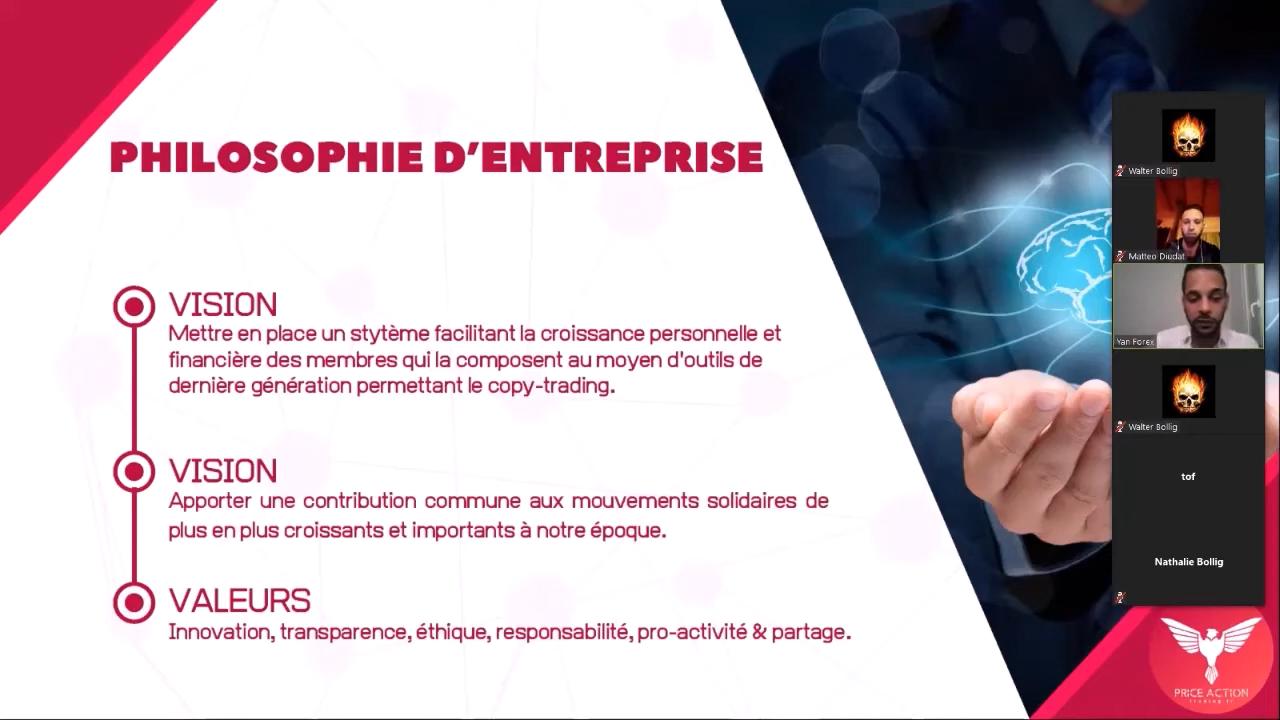 PHILOSOPHIE D'ENTREPRISE
VISION
Mettre en place un stytème facilitant la croissance personnelle et
financière des membres qui la composent au moyen d'outils de
dernière génération permettant le copy-trading.
VISION
Apporter une contribution commune aux mouvements solidaires de
plus en plus croissants et importants à notre époque.
VALEURS
Innovation, transparence, éthique, responsabilité, pro-activité & partage.
Walter Bollig
Matteo Diudat
Yan Forex
Walter Bollig
tof
Nathalie Bollig
PRICE ACTION